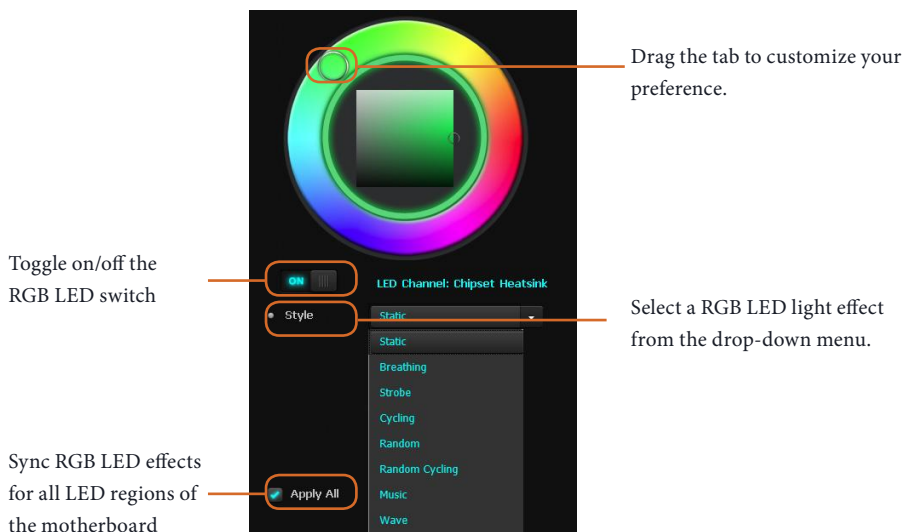 Drag the tab to customize your
preference.
Toggle on/off the
RGB LED switch
ON
LED Channel: Chipset Heatsink
Style
Static
Select a RGB LED light effect
from the drop-down menu.
Static
Breathing
Strobe
Cycling
Random
Random Cycling
Music
Wave
Sync RGB LED effects
for all LED regions of
the motherboard
Apply All